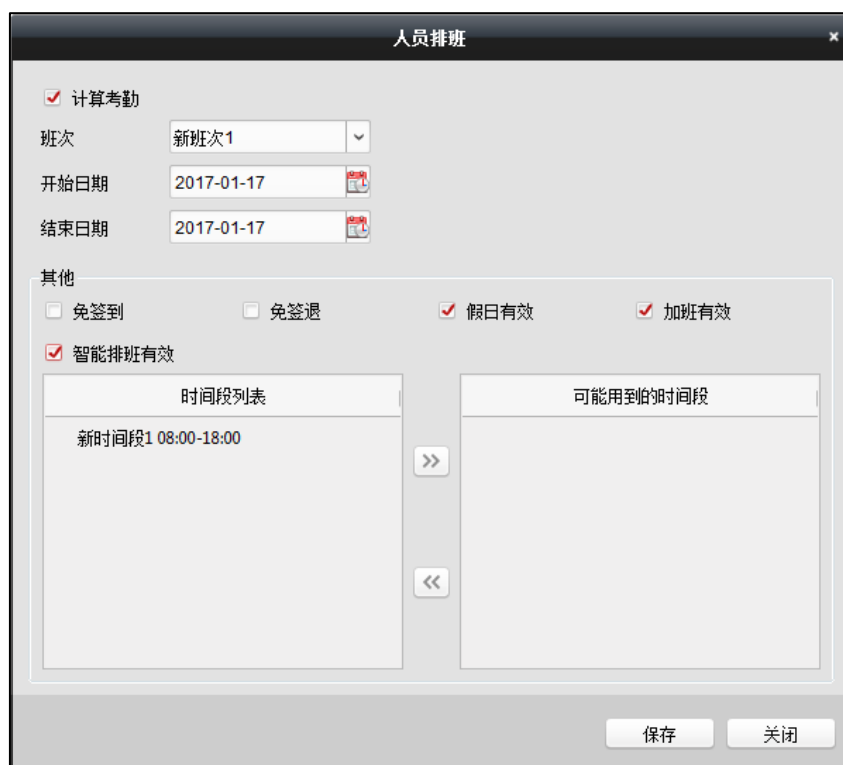 人员排班
计算考勤
班次 新班次1
开始日期 2017-01-17
结束日期 2017-01-17
其他
免签到 免签退 假日有效 加班有效
智能排班有效
时间段列表 可能用到的时间段
新时间段1 08:00-18:00
保存 关闭